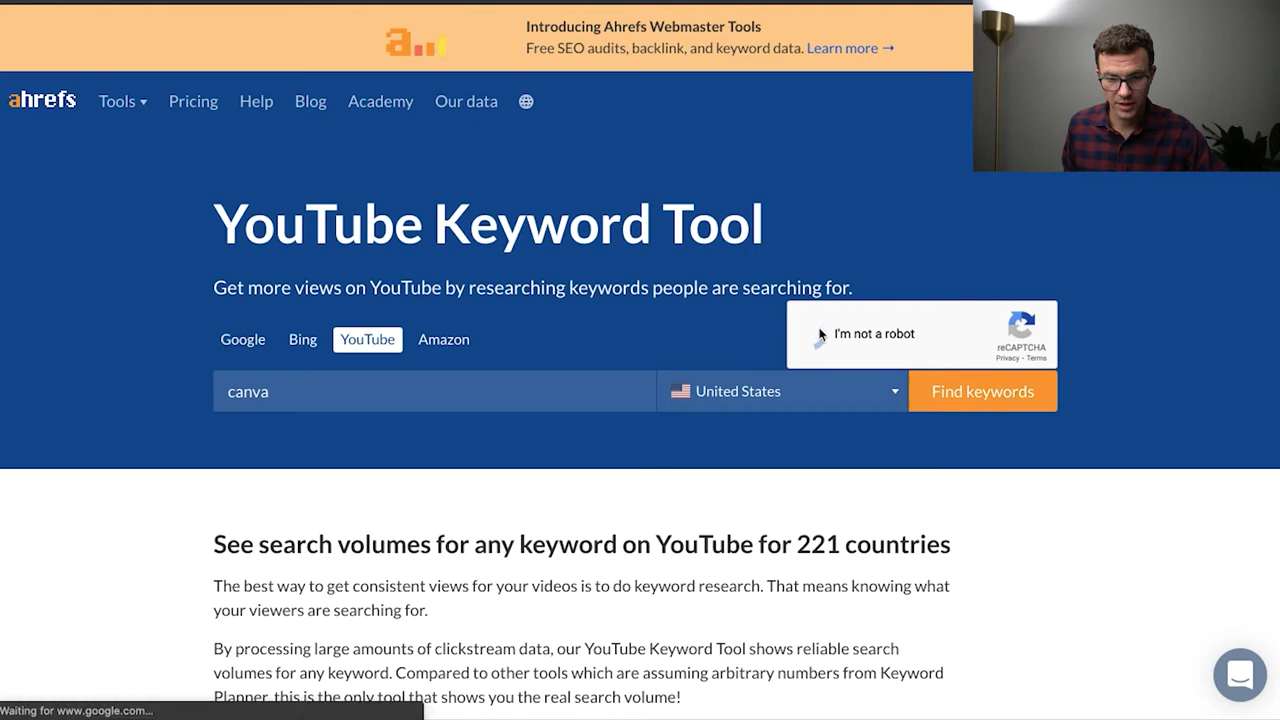 Introducing Ahrefs Webmaster Tools
Free SEO audits, backlink, and keyword data. Learn more →
ahrefs
Tools
Pricing
Help
Blog
Academy
Our data
YouTube Keyword Tool
Get more views on YouTube by researching keywords people are searching for.
Google
Bing
YouTube
Amazon
I'm not a robot
reCAPTCHA
Privacy - Terms
canva
United States
Find keywords
See search volumes for any keyword on YouTube for 221 countries
The best way to get consistent views for your videos is to do keyword research. That means knowing what
your viewers are searching for.
By processing large amounts of clickstream data, our YouTube Keyword Tool shows reliable search
volumes for any keyword. Compared to other tools which are assuming arbitrary numbers from Keyword
Planner, this is the only tool that shows you the real search volume!
Waiting for www.google.com...